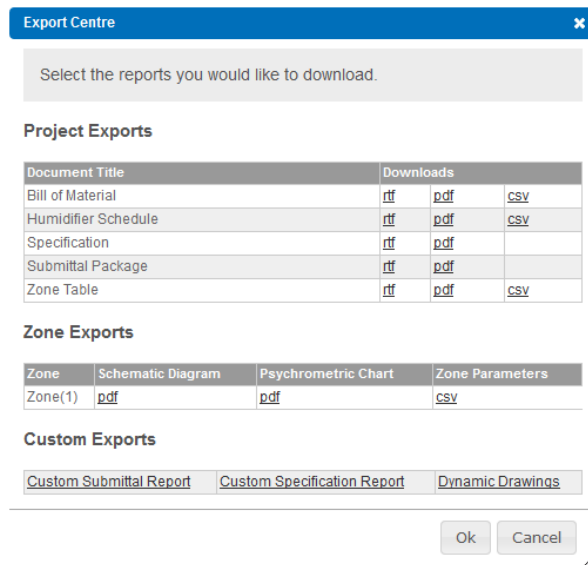 Export Centre
Select the reports you would like to download.
Project Exports
Document Title Downloads
Bill of Material rtf pdf csv
Humidifier Schedule rtf pdf csv
Specification rtf pdf
Submittal Package rtf pdf
Zone Table rtf pdf csv
Zone Exports
Zone Schematic Diagram Psychrometric Chart Zone Parameters
Zone(1) pdf pdf csv
Custom Exports
Custom Submittal Report Custom Specification Report Dynamic Drawings
Ok Cancel